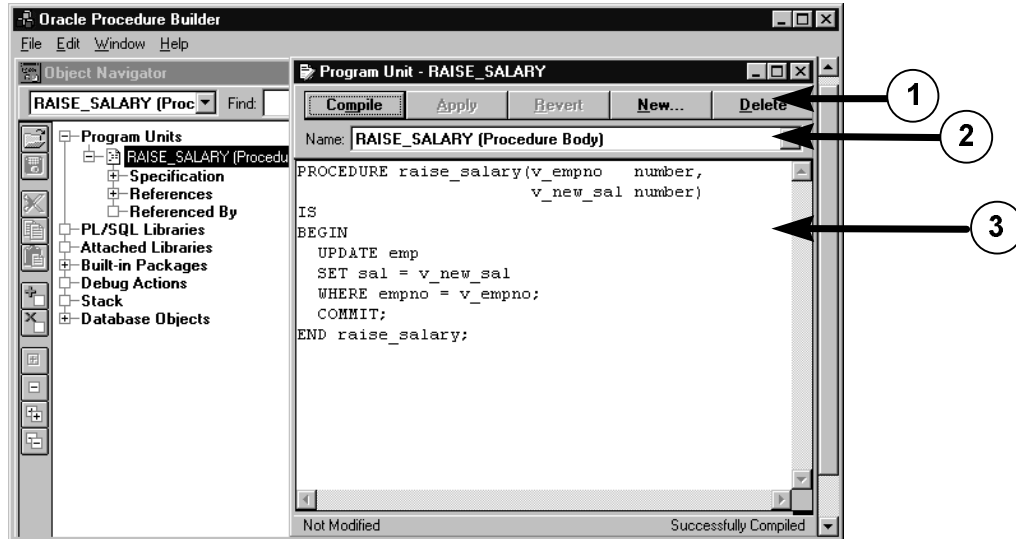 Oracle Procedure Builder
File Edit Window Help
Object Navigator
RAISE_SALARY (Proc Find:
Program Units
RAISE_SALARY (Procedu
Specification
References
Referenced By
PL/SQL Libraries
Attached Libraries
Built-in Packages
Debug Actions
Stack
Database Objects
Program Unit - RAISE_SALARY
Compile Apply Revert New... Delete
Name: RAISE_SALARY (Procedure Body)
PROCEDURE raise_salary(v_empno number,
v_new_sal number)
IS
BEGIN
UPDATE emp
SET sal = v_new_sal
WHERE empno = v_empno;
COMMIT;
END raise_salary;
Not Modified Successfully Compiled
1
2
3